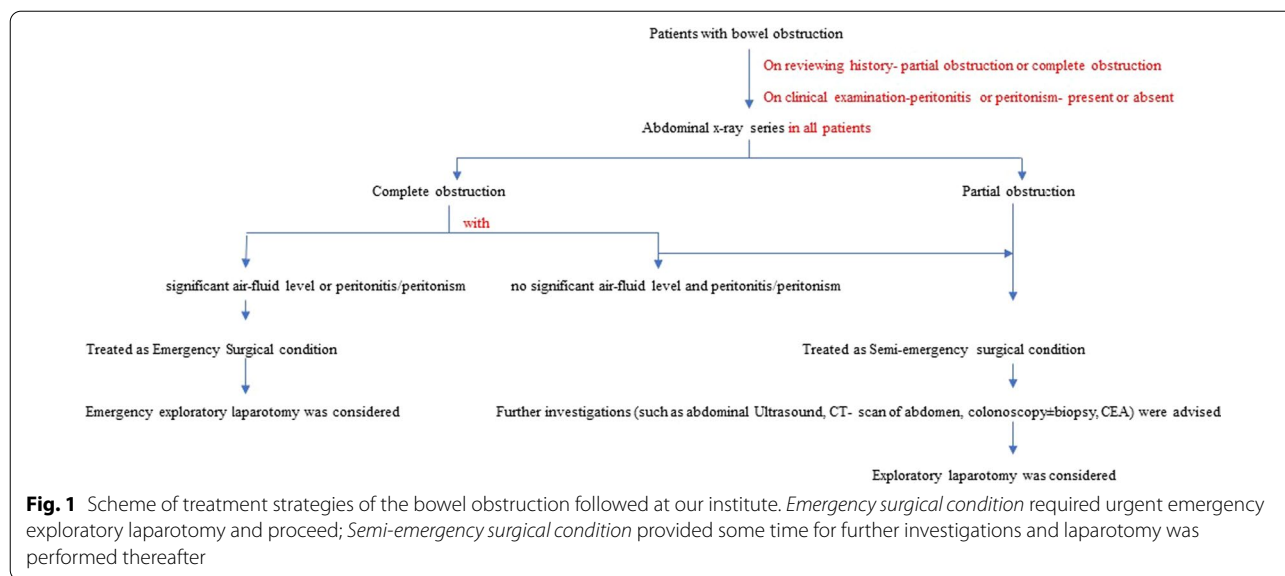 Patients with bowel obstruction
On reviewing history- partial obstruction or complete obstruction
On clinical examination-peritonitis or peritonism- present or absent
Abdominal x-ray series in all patients
Complete obstruction
Partial obstruction
with
significant air-fluid level or peritonitis/peritonism
no significant air-fluid level and peritonitis/peritonism
Treated as Emergency Surgical condition
Treated as Semi-emergency surgical condition
Emergency exploratory laparotomy was considered
Further investigations (such as abdominal Ultrasound, CT- scan of abdomen, colonoscopy±biopsy, CEA) were advised
Exploratory laparotomy was considered
Fig. 1 Scheme of treatment strategies of the bowel obstruction followed at our institute. Emergency surgical condition required urgent emergency
exploratory laparotomy and proceed; Semi-emergency surgical condition provided some time for further investigations and laparotomy was
performed thereafter